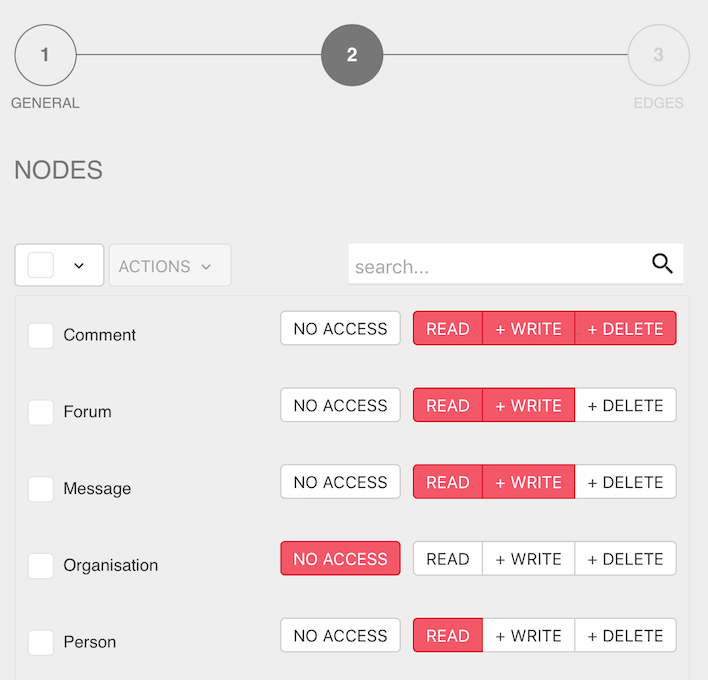 1 2 3
GENERAL EDGES
NODES
ACTIONS search...
Comment NO ACCESS READ + WRITE + DELETE
Forum NO ACCESS READ + WRITE + DELETE
Message NO ACCESS READ + WRITE + DELETE
Organisation NO ACCESS READ + WRITE + DELETE
Person NO ACCESS READ + WRITE + DELETE